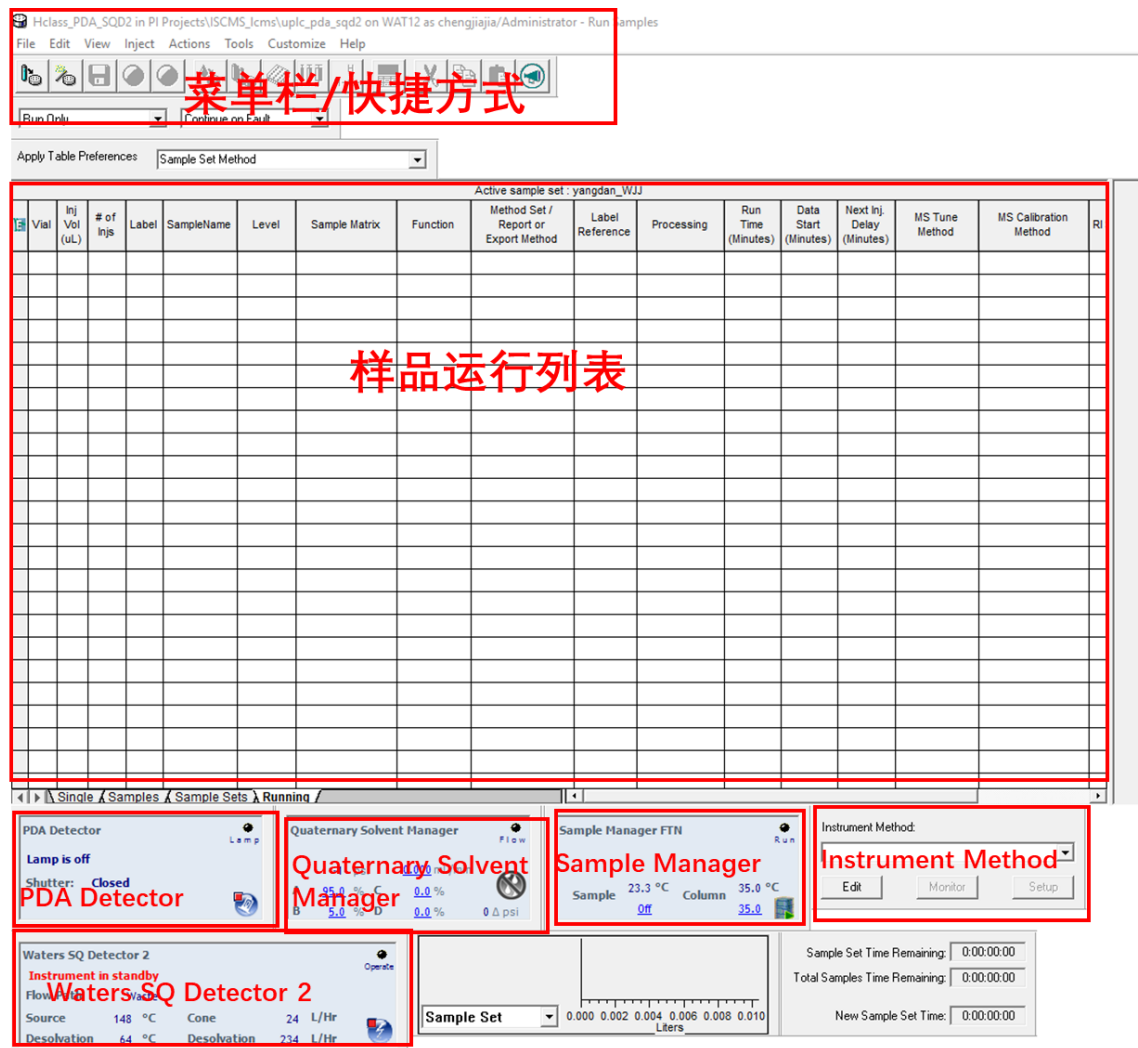 Hclass_PDA_SQD2 in PI Projects\ISCMS_lcms\uplc_pda_sqd2 on WAT12 as chengjiajia/Administrator - Run Samples
File Edit View Inject Actions Tools Customize Help
菜单栏/快捷方式
Run Only Continue on Fault
Apply Table Preferences Sample Set Method
Active sample set : yangdan_WJJ
Vial Inj Vol (uL) # of Injs Label SampleName Level Sample Matrix Function Method Set / Report or Export Method Label Reference Processing Run Time (Minutes) Data Start (Minutes) Next Inj. Delay (Minutes) MS Tune Method MS Calibration Method
样品运行列表
Single Samples Sample Sets Running
PDA Detector
Lamp
Lamp is off
Shutter: Closed
PDA Detector
Quaternary Solvent Manager
Flow
0.000
Quaternary Solvent
Manager
95.0 % C 0.0 %
B 5.0 % D 0.0 % 0 Δ psi
Sample Manager FTN
Run
Sample Manager
Sample 23.3 °C Column 35.0 °C
Off 35.0
Instrument Method:
Instrument Method
Edit Monitor Setup
Waters SQ Detector 2
Operate
Instrument in standby
Waters SQ Detector 2
Flow Path Waste
Source 148 °C Cone 24 L/Hr
Desolvation 64 °C Desolvation 234 L/Hr
Sample Set
0.000 0.002 0.004 0.006 0.008 0.010
Liters
Sample Set Time Remaining: 0:00:00:00
Total Samples Time Remaining: 0:00:00:00
New Sample Set Time: 0:00:00:00